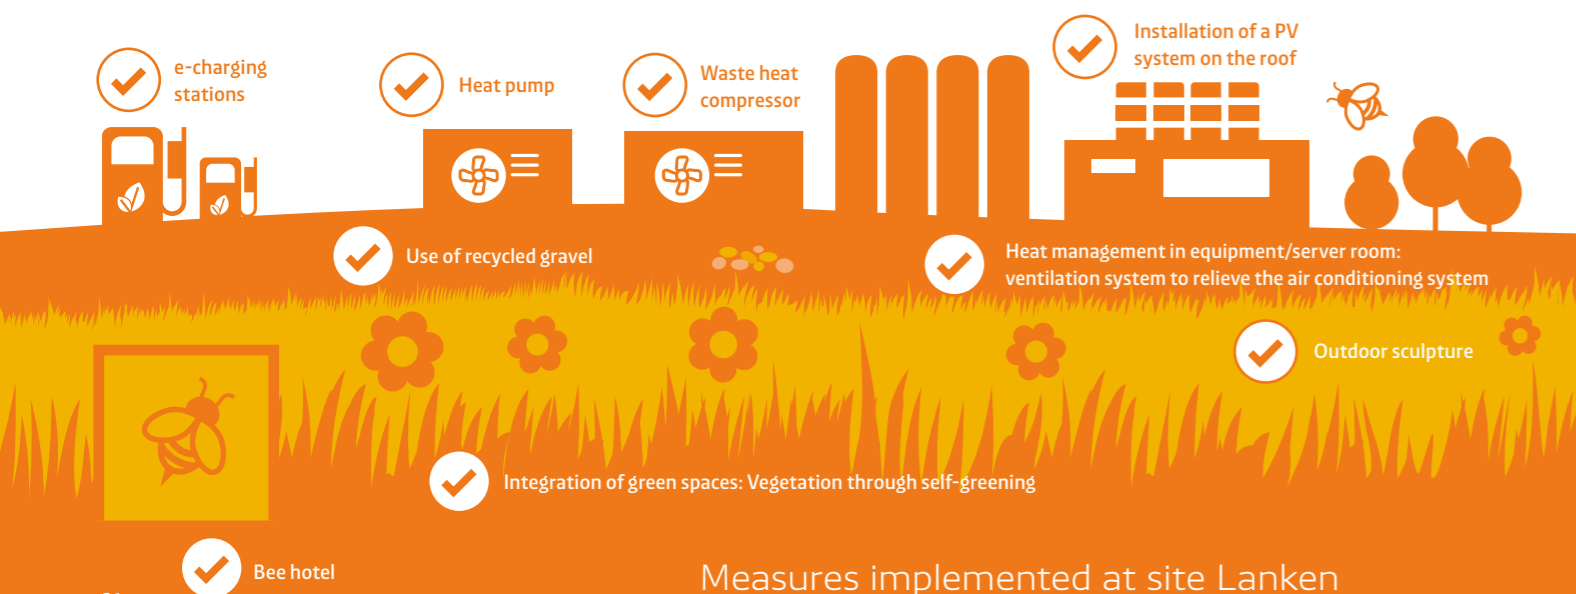 e-charging
stations
Heat pump
Waste heat
compressor
Installation of a PV
system on the roof
Use of recycled gravel
Heat management in equipment/server room:
ventilation system to relieve the air conditioning system
Outdoor sculpture
Integration of green spaces: Vegetation through self-greening
Bee hotel
Measures implemented at site Lanken